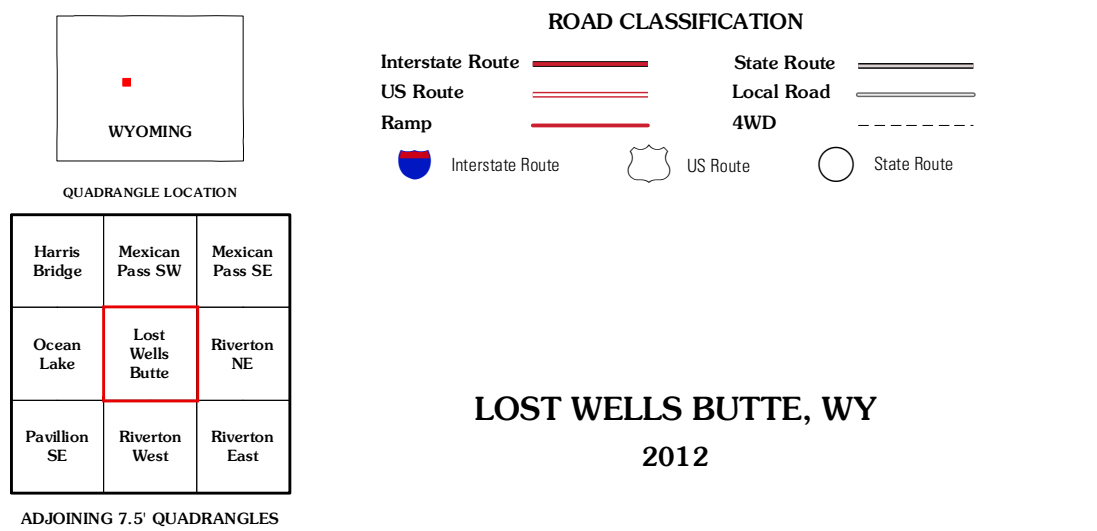 WYOMING
QUADRANGLE LOCATION
Harris
Bridge
Mexican
Pass SW
Mexican
Pass SE
Ocean
Lake
Lost
Wells
Butte
Riverton
NE
Pavillion
SE
Riverton
West
Riverton
East
ADJOINING 7.5' QUADRANGLES
ROAD CLASSIFICATION
Interstate Route
US Route
Ramp
State Route
Local Road
4WD
Interstate Route
US Route
State Route
LOST WELLS BUTTE, WY
2012